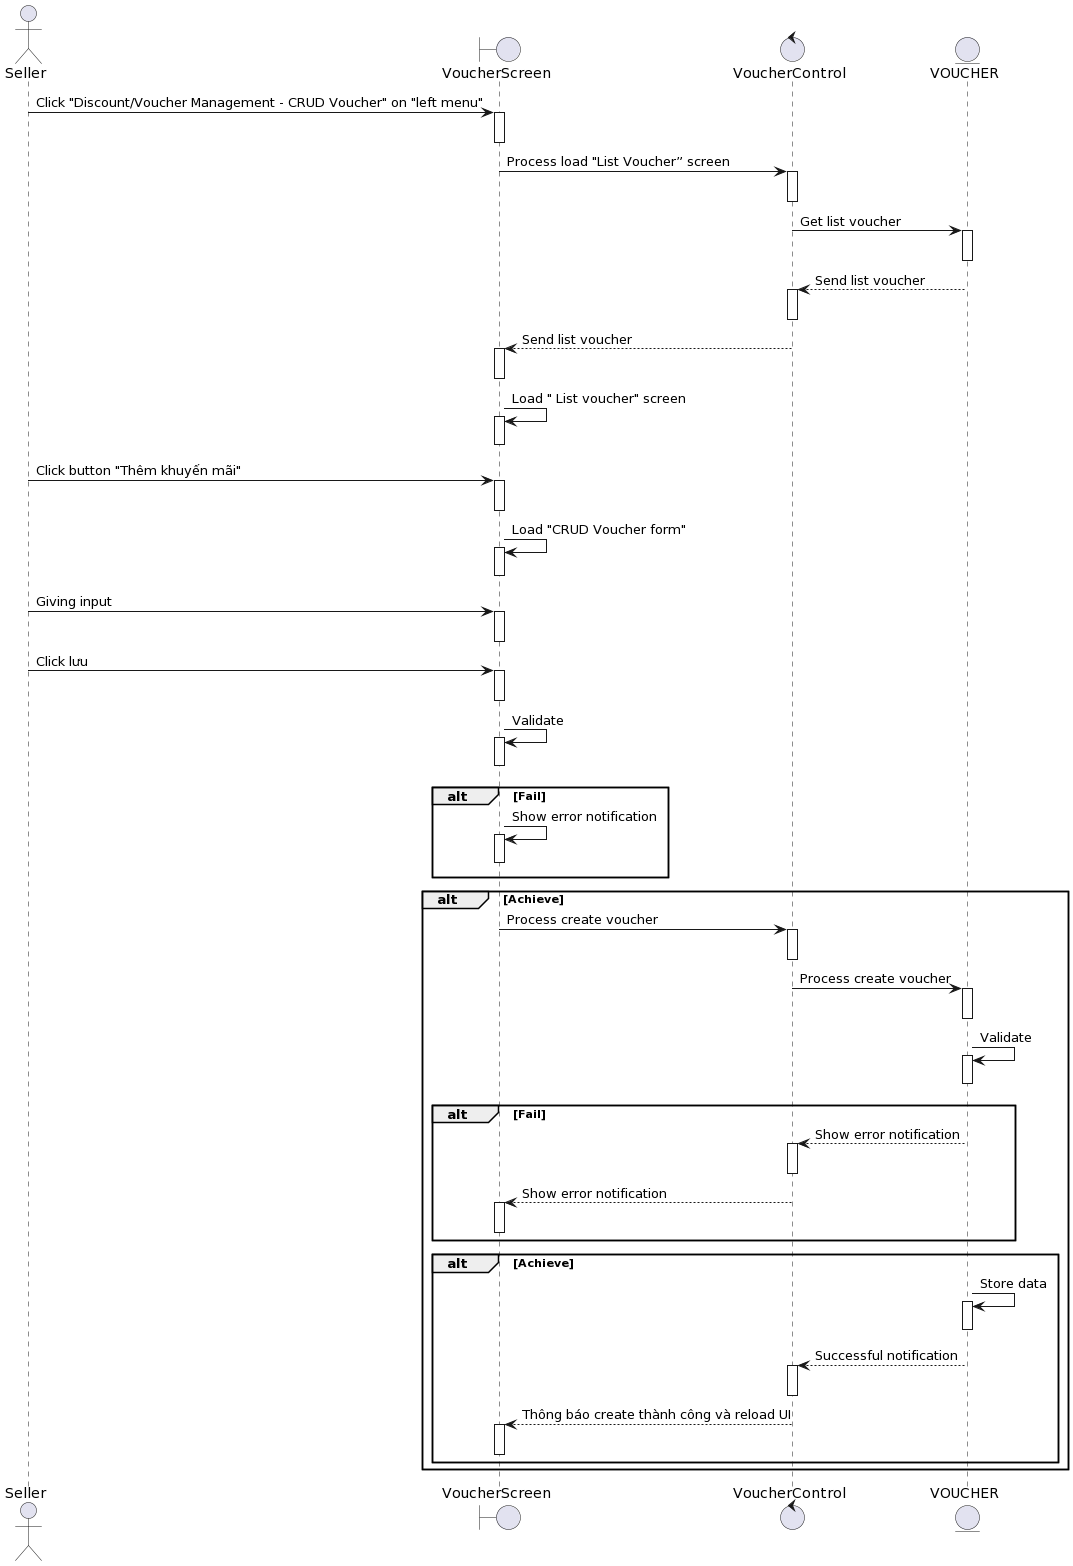 Seller
VoucherScreen
VoucherControl
VOUCHER
Click "Discount/Voucher Management - CRUD Voucher" on "left menu"
Process load "List Voucher” screen
Get list voucher
Send list voucher
Send list voucher
Load " List voucher" screen
Click button "Thêm khuyến mãi"
Load "CRUD Voucher form"
Giving input
Click lưu
Validate
alt [Fail]
Show error notification
alt [Achieve]
Process create voucher
Process create voucher
Validate
alt [Fail]
Show error notification
Show error notification
alt [Achieve]
Store data
Successful notification
Thông báo create thành công và reload UI
Seller
VoucherScreen
VoucherControl
VOUCHER